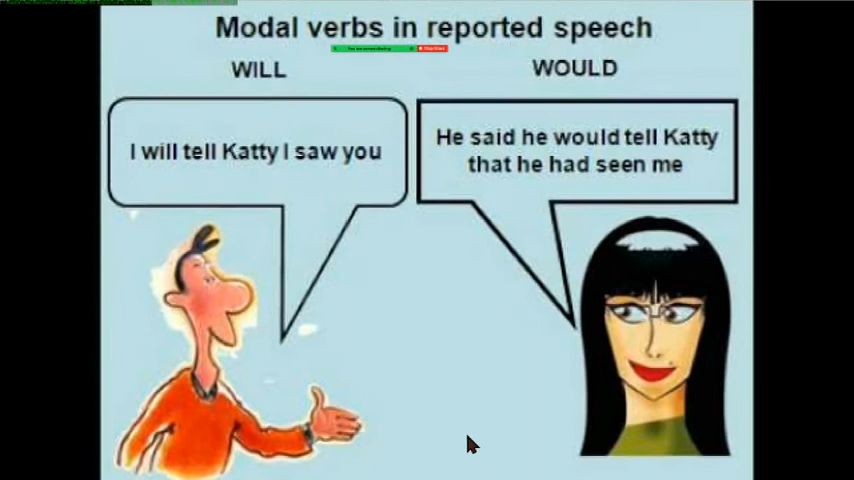 Modal verbs in reported speech
WILL
WOULD
I will tell Katty I saw you
He said he would tell Katty
that he had seen me